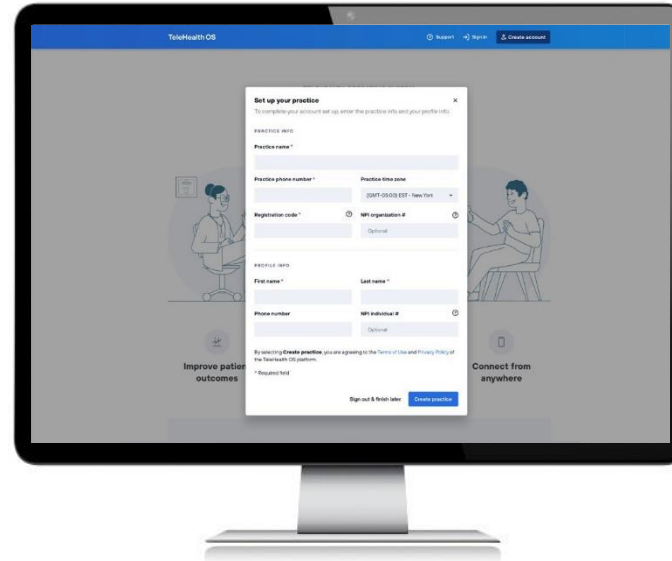 TeleHealth OS
Support
Sign in
Create account
Set up your practice
To complete your account set up, enter the practice info and your profile info.
PRACTICE INFO
Practice name *
Practice phone number *
Practice time zone
(GMT-05:00) EST - New York
Registration code *
NPI organization #
Optional
PROFILE INFO
First name *
Last name *
Phone number
NPI individual #
Optional
By selecting Create practice, you are agreeing to the Terms of Use and Privacy Policy of
the TeleHealth OS platform.
* Required field
Sign out & finish later
Create practice
Improve patien
outcomes
Connect from
anywhere